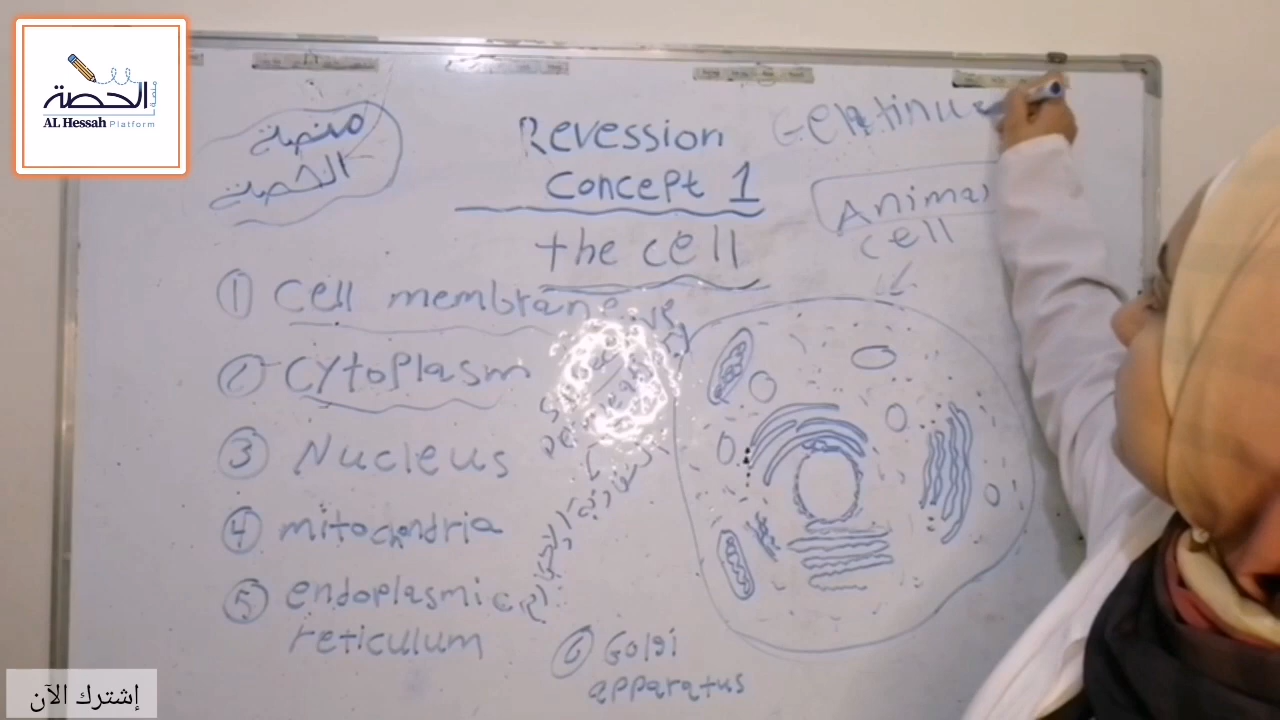 منصة
الحصة
AL Hessah Platform
منصة
الحصة
Revession
Concept 1
the cell
Animal
cell
1 Cell membrane
2 Cytoplasm
3 Nucleus
4 mitochondria
5 endoplasmic
reticulum
6 Golgi
apparatus
إشترك الآن